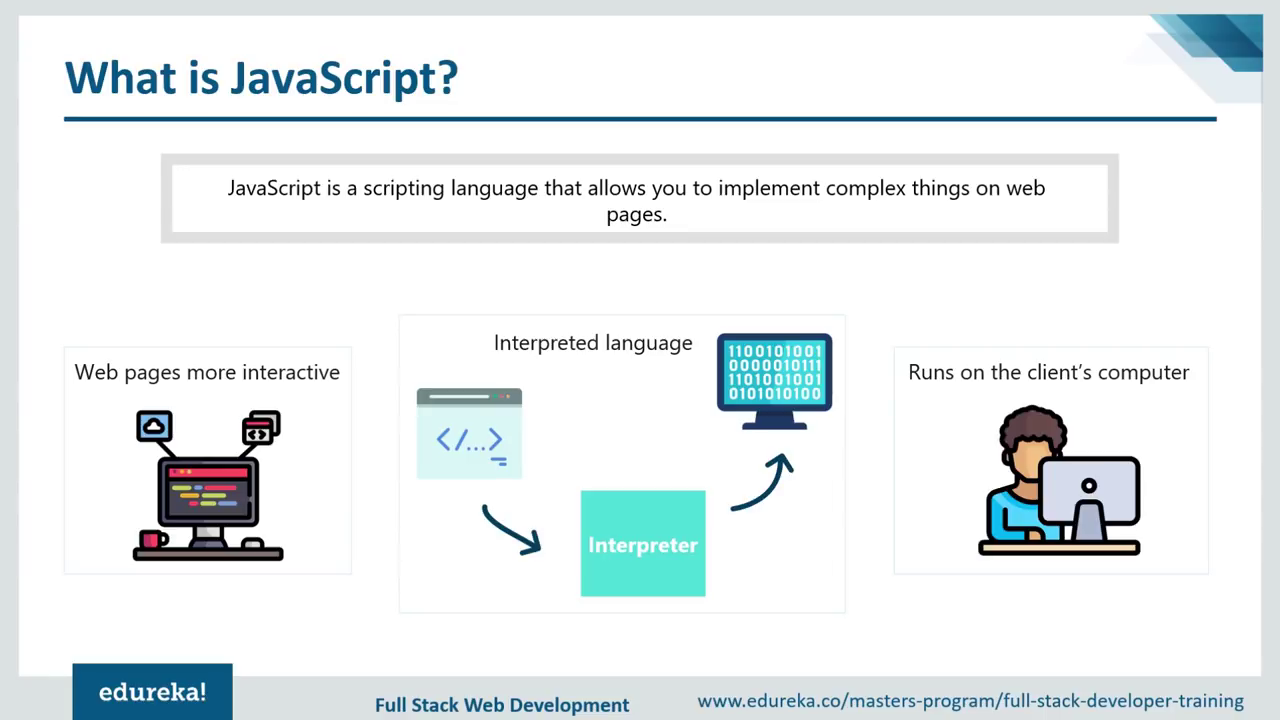 What is JavaScript?
JavaScript is a scripting language that allows you to implement complex things on web
pages.
Web pages more interactive
Interpreted language
</...>
1100101001
0000010111
1101001001
0101010100
Interpreter
Runs on the client's computer
edureka!
Full Stack Web Development
www.edureka.co/masters-program/full-stack-developer-training